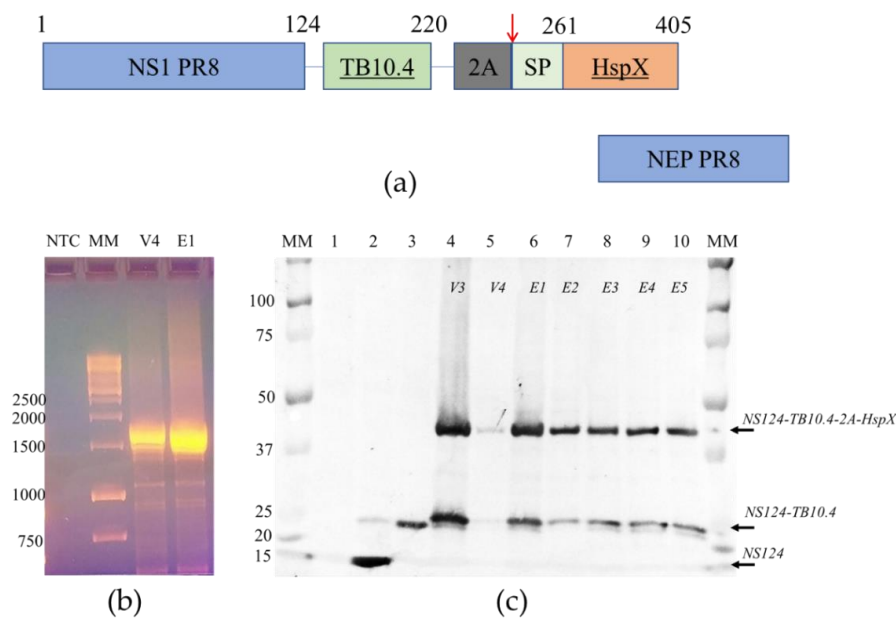 1 124 220 261 405
NS1 PR8 TB10.4 2A SP HspX
NEP PR8
(a)
NTC MM V4 E1
2500
2000
1500
1000
750
(b)
MM 1 2 3 4 5 6 7 8 9 10 MM
V3 V4 E1 E2 E3 E4 E5
100
75
50
37
25
20
15
NS124-TB10.4-2A-HspX
NS124-TB10.4
NS124
(c)